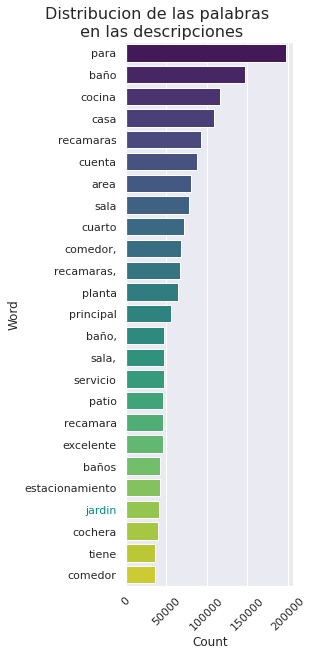 Distribucion de las palabras
en las descripciones
para
baño
cocina
casa
recamaras
cuenta
area
sala
cuarto
comedor,
recamaras,
planta
principal
baño,
sala,
servicio
patio
recamara
excelente
baños
estacionamiento
jardin
cochera
tiene
comedor
Word
0
50000
100000
150000
200000
Count